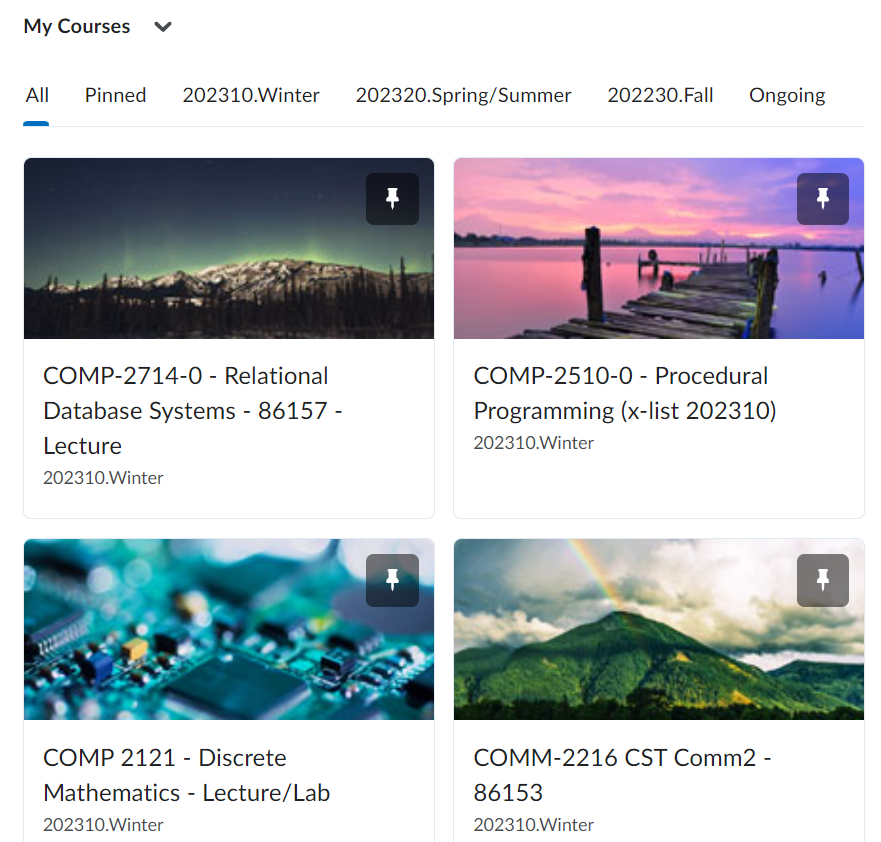 My Courses
All Pinned 202310.Winter 202320.Spring/Summer 202230.Fall Ongoing
COMP-2714-0 - Relational
Database Systems - 86157 -
Lecture
202310.Winter
COMP-2510-0 - Procedural
Programming (x-list 202310)
202310.Winter
COMP 2121 - Discrete
Mathematics - Lecture/Lab
202310.Winter
COMM-2216 CST Comm2 -
86153
202310.Winter